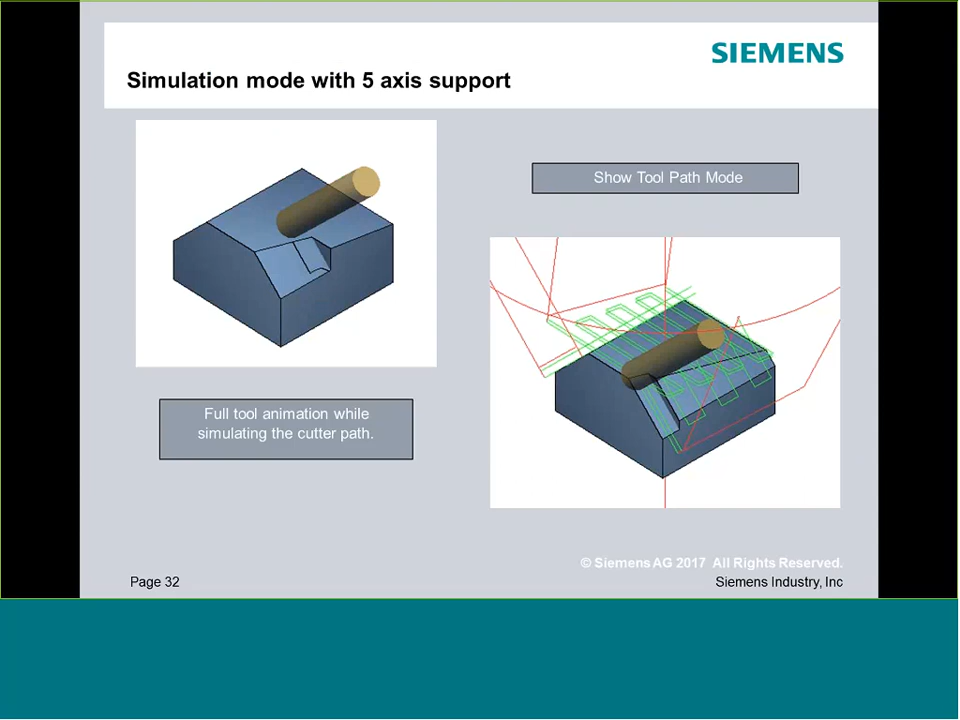 SIEMENS
Simulation mode with 5 axis support
Show Tool Path Mode
Full tool animation while
simulating the cutter path.
© Siemens AG 2017 All Rights Reserved.
Page 32
Siemens Industry, Inc